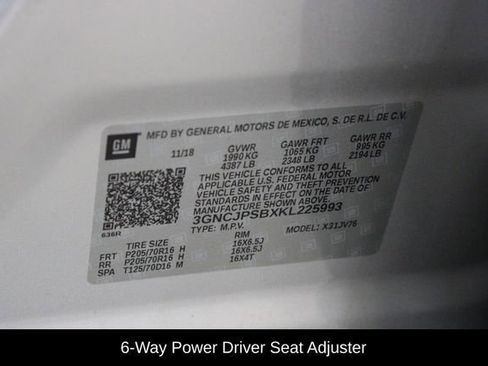 GM
MFD BY GENERAL MOTORS DE MEXICO, S. DE R.L. DE C.V.
11/18 GVWR GAWR FRT GAWR RR
1990 KG 1065 KG 995 KG
4387 LB 2348 LB 2194 LB
THIS VEHICLE CONFORMS TO ALL
APPLICABLE U.S. FEDERAL MOTOR
VEHICLE SAFETY AND THEFT PREVENTION
STANDARDS IN EFFECT ON THE DATE OF
MANUFACTURE SHOWN ABOVE.
3GNCJPSBXKL225993
TYPE: M.P.V. MODEL: X31JV76
636R
TIRE SIZE RIM
FRT P205/70R16 H 16X6.5J
RR P205/70R16 H 16X6.5J
SPA T125/70D16 M 16X4T
6-Way Power Driver Seat Adjuster